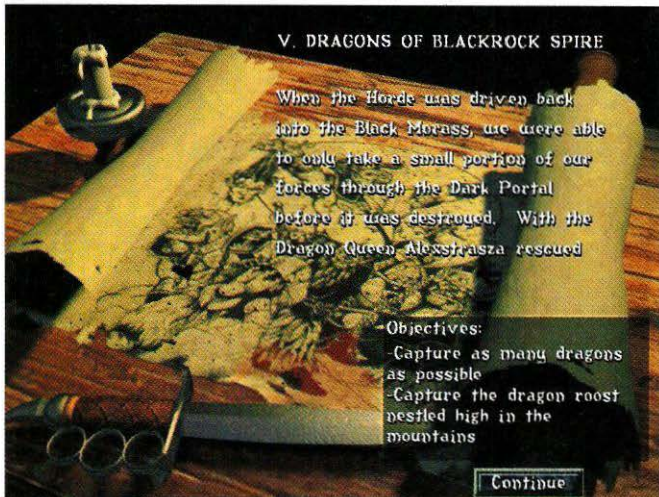 V. DRAGONS OF BLACKROCK SPIRE
When the Horde was driven back
into the Black Morass, we were able
to only take a small portion of our
forces through the Dark Portal
before it was destroyed. With the
Dragon Queen Alexstrasza rescued
Objectives:
-Capture as many dragons
as possible
-Capture the dragon roost
nestled high in the
mountains
Continue